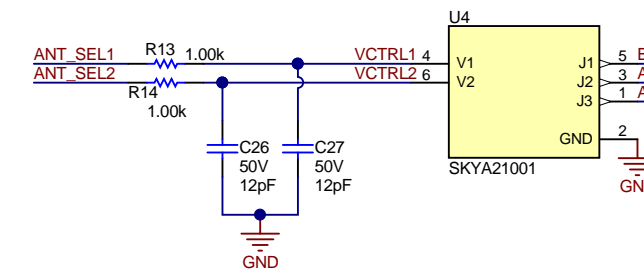 U4
ANT_SEL1 R13 1.00k VCTRL1 4 V1 J1 5
ANT_SEL2 R14 1.00k VCTRL2 6 V2 J2 3
J3 1
GND 2
SKYA21001
C26 C27
50V 50V
12pF 12pF
GND